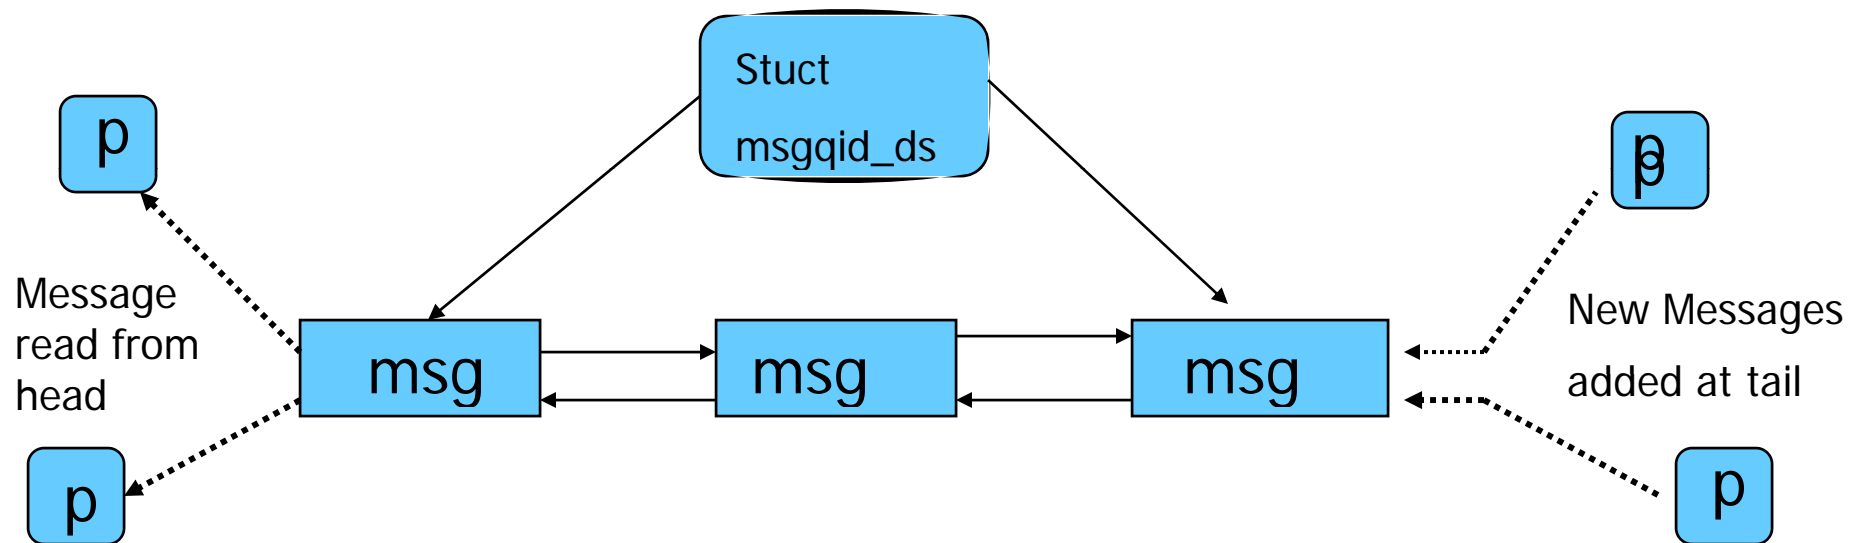 Stuct
msgqid_ds
p
p
p
Message
read from
head
New Messages
added at tail
msg
msg
msg
p
p